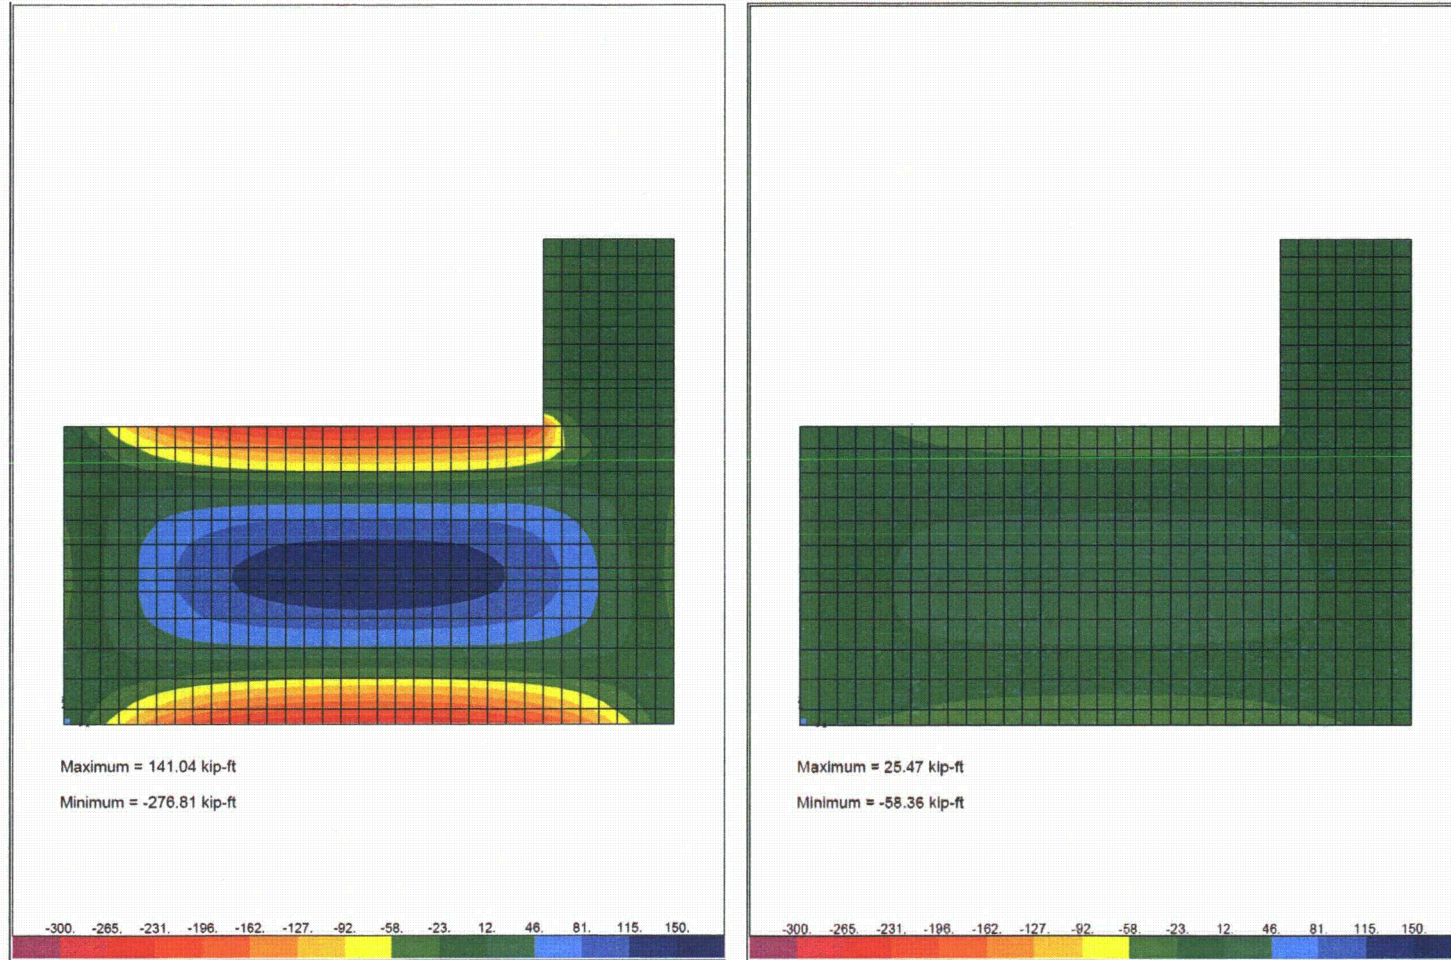 Maximum = 141.04 kip-ft
Minimum = -276.81 kip-ft
-300. -265. -231. -196. -162. -127. -92. -58. -23. 12. 46. 81. 115. 150.
Maximum = 25.47 kip-ft
Minimum = -58.36 kip-ft
-300. -265. -231. -196. -162. -127. -92. -58. -23. 12. 46. 81. 115. 150.